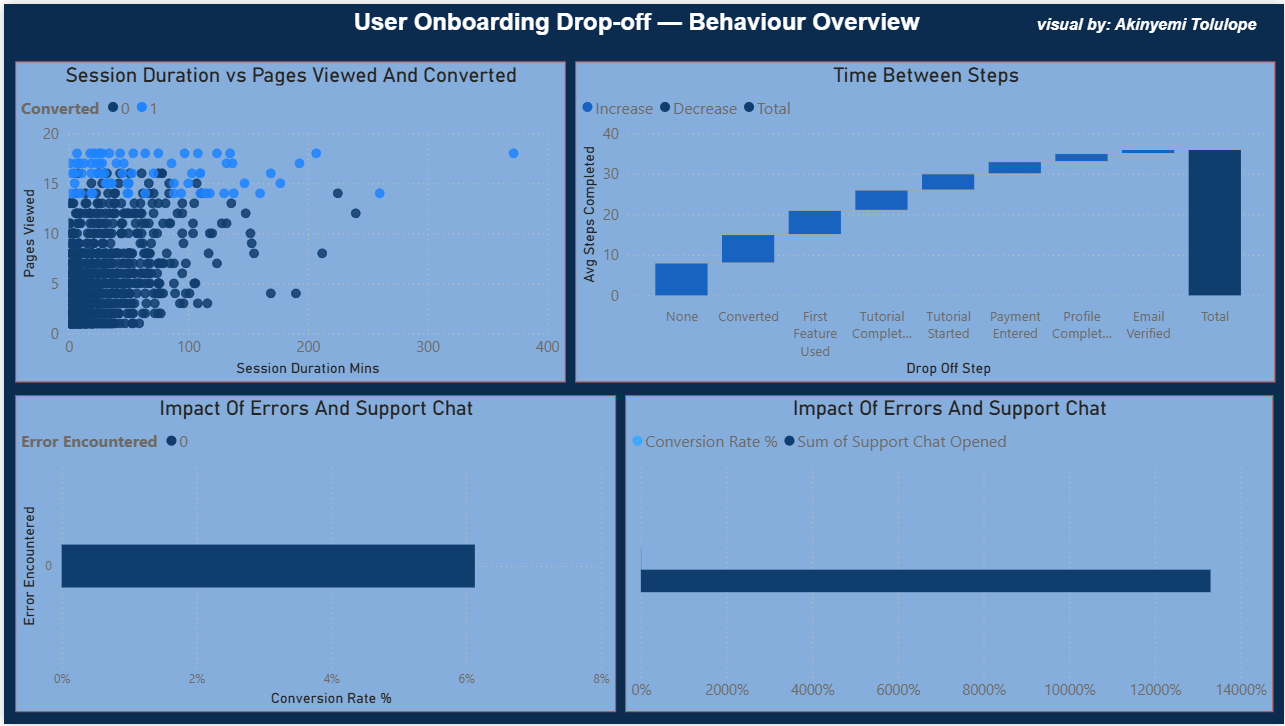 User Onboarding Drop-off — Behaviour Overview
visual by: Akinyemi Tolulope
Session Duration vs Pages Viewed And Converted
Converted 0 1
Pages Viewed
20
15
10
5
0
0 100 200 300 400
Session Duration Mins
Time Between Steps
Increase Decrease Total
Avg Steps Completed
40
30
20
10
0
None Converted First Tutorial Tutorial Payment Profile Email Total
Feature Complet... Started Entered Complet... Verified
Used
Drop Off Step
Impact Of Errors And Support Chat
Error Encountered 0
Error Encountered
0
0% 2% 4% 6% 8%
Conversion Rate %
Impact Of Errors And Support Chat
Conversion Rate % Sum of Support Chat Opened
0% 2000% 4000% 6000% 8000% 10000% 12000% 14000%